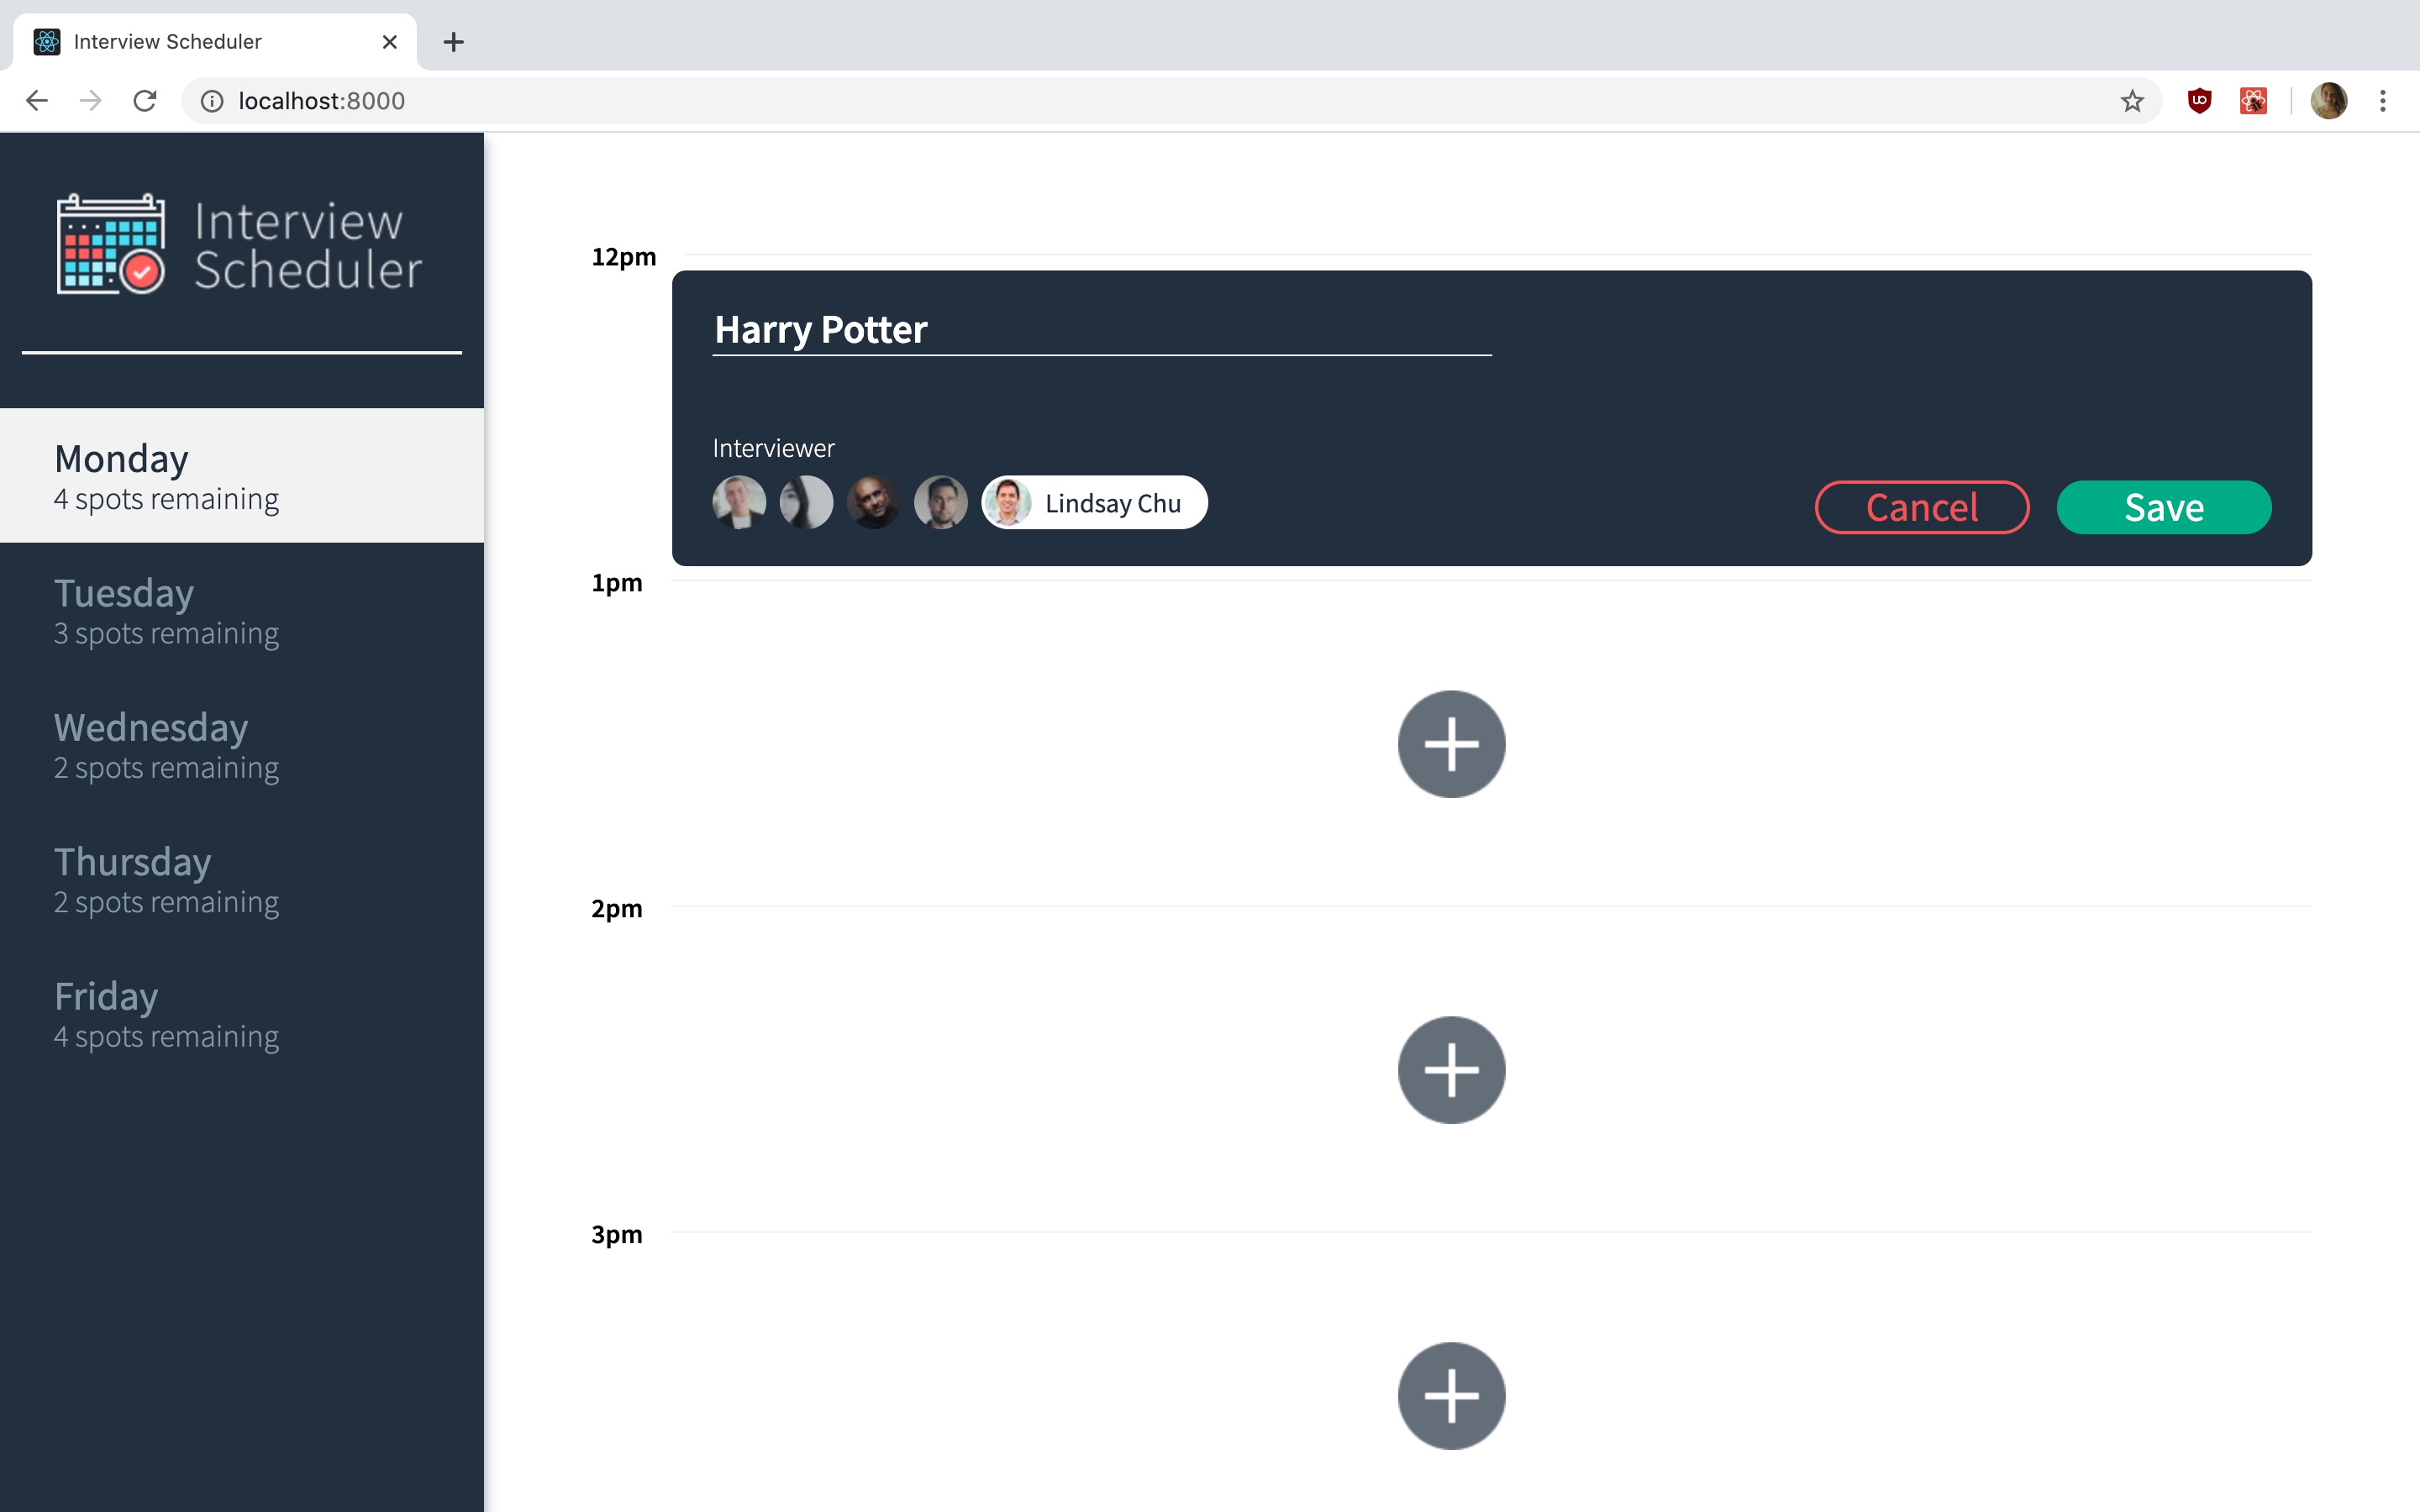 Interview Scheduler
localhost:8000
Interview
Scheduler
Monday
4 spots remaining
Tuesday
3 spots remaining
Wednesday
2 spots remaining
Thursday
2 spots remaining
Friday
4 spots remaining
12pm
Harry Potter
Interviewer
Lindsay Chu
Cancel
Save
1pm
2pm
3pm